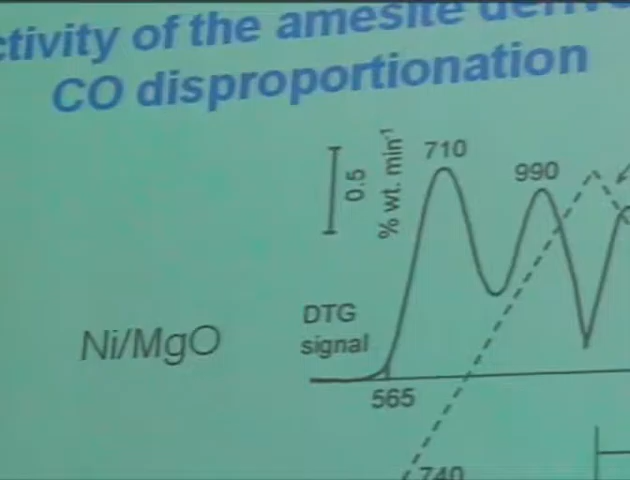 ctivity of the amesite derive
CO disproportionation
0.5
% wt. min⁻¹
710
990
DTG
signal
Ni/MgO
565
740